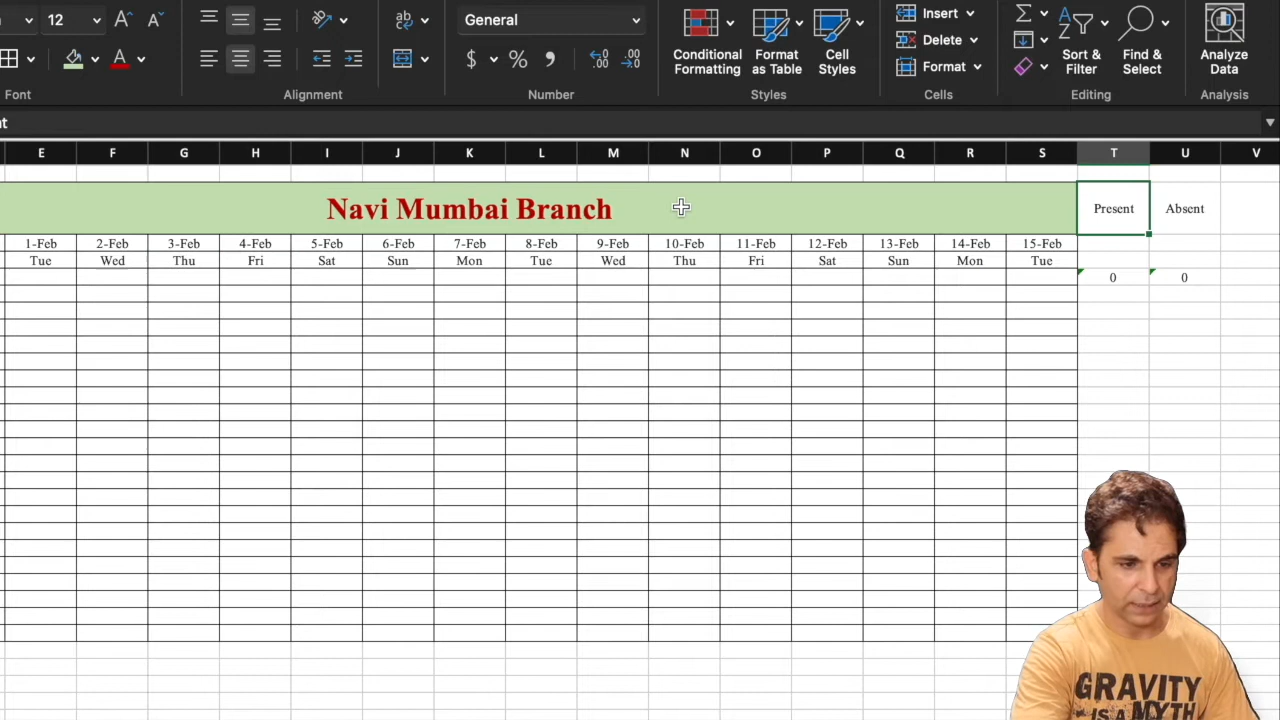 12
General
Conditional Formatting
Format as Table
Cell Styles
Insert
Delete
Format
Sort & Filter
Find & Select
Analyze Data
Font
Alignment
Number
Styles
Cells
Editing
Analysis
E F G H I J K L M N O P Q R S T U V
Navi Mumbai Branch
Present Absent
1-Feb 2-Feb 3-Feb 4-Feb 5-Feb 6-Feb 7-Feb 8-Feb 9-Feb 10-Feb 11-Feb 12-Feb 13-Feb 14-Feb 15-Feb
Tue Wed Thu Fri Sat Sun Mon Tue Wed Thu Fri Sat Sun Mon Tue
0 0
GRAVITY
IS A MYTH